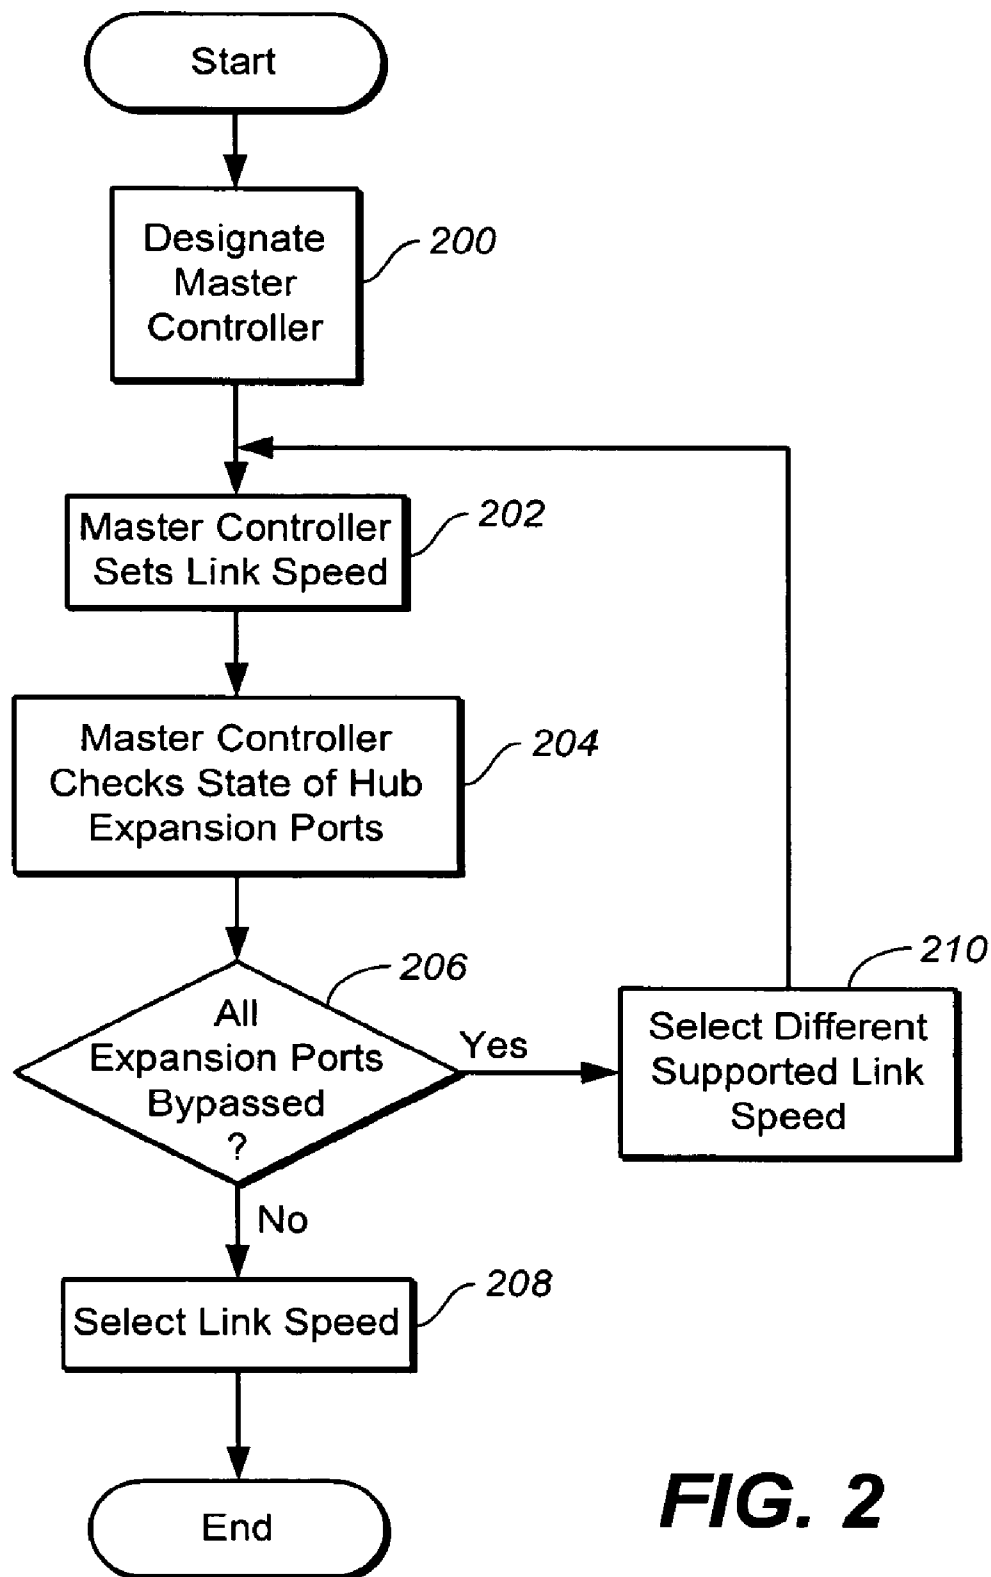 Start
Designate
Master
Controller
200
Master Controller
Sets Link Speed
202
Master Controller
Checks State of Hub
Expansion Ports
204
All
Expansion Ports
Bypassed
?
206
Yes
Select Different
Supported Link
Speed
210
No
Select Link Speed
208
End
FIG. 2